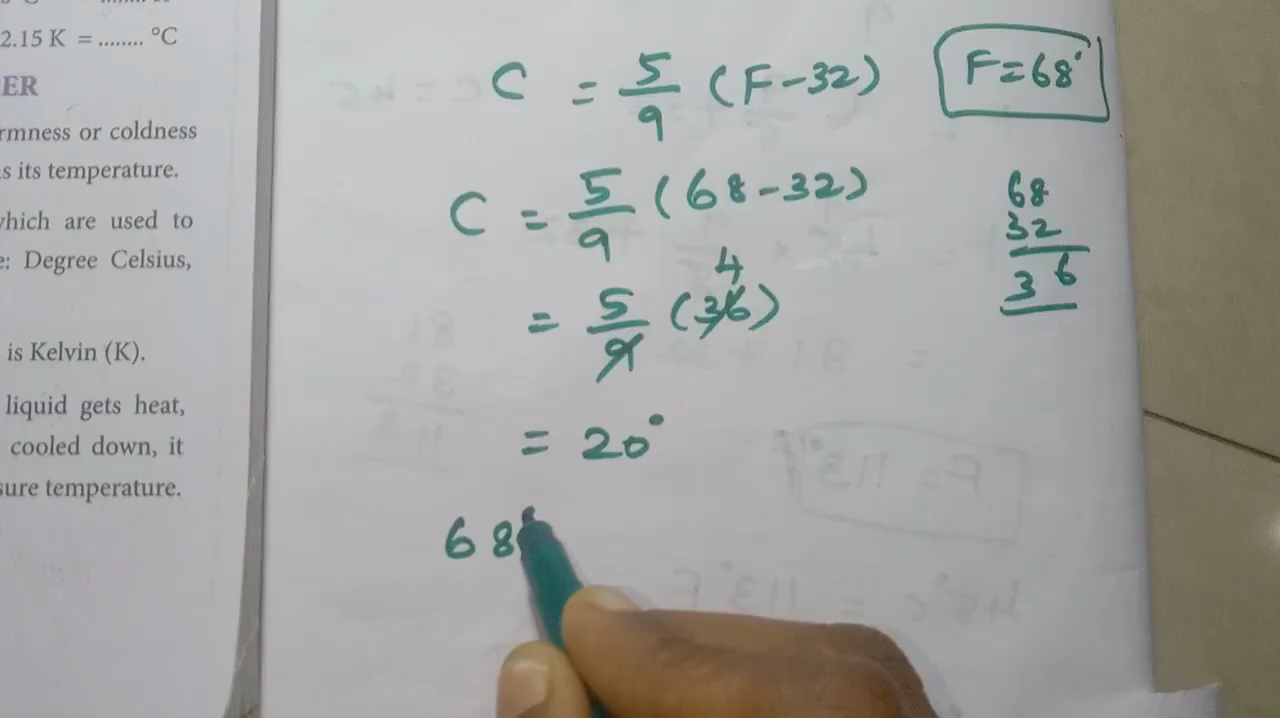 2.15 K = ........ °C
ER
rmness or coldness
s its temperature.
which are used to
e: Degree Celsius,
is Kelvin (K).
liquid gets heat,
cooled down, it
sure temperature.
C = 5/9 (F-32)
F=68°
C = 5/9 (68-32)
68
32
36
4
= 5/9 (36)
= 20°
68